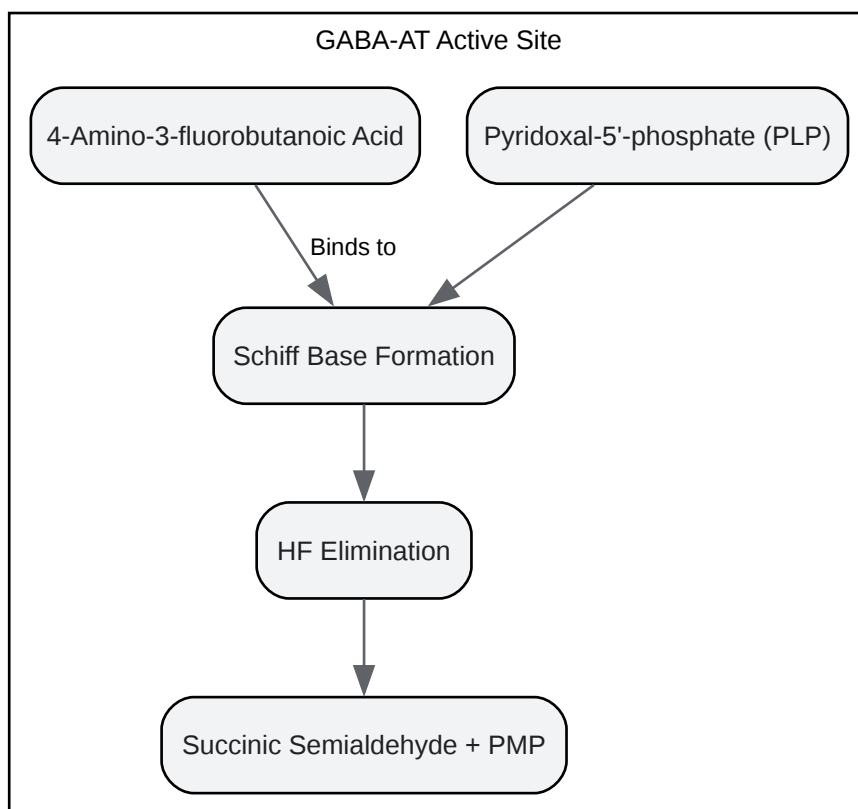 GABA-AT Active Site
4-Amino-3-fluorobutanoic Acid
Pyridoxal-5'-phosphate (PLP)
Binds to
Schiff Base Formation
HF Elimination
Succinic Semialdehyde + PMP